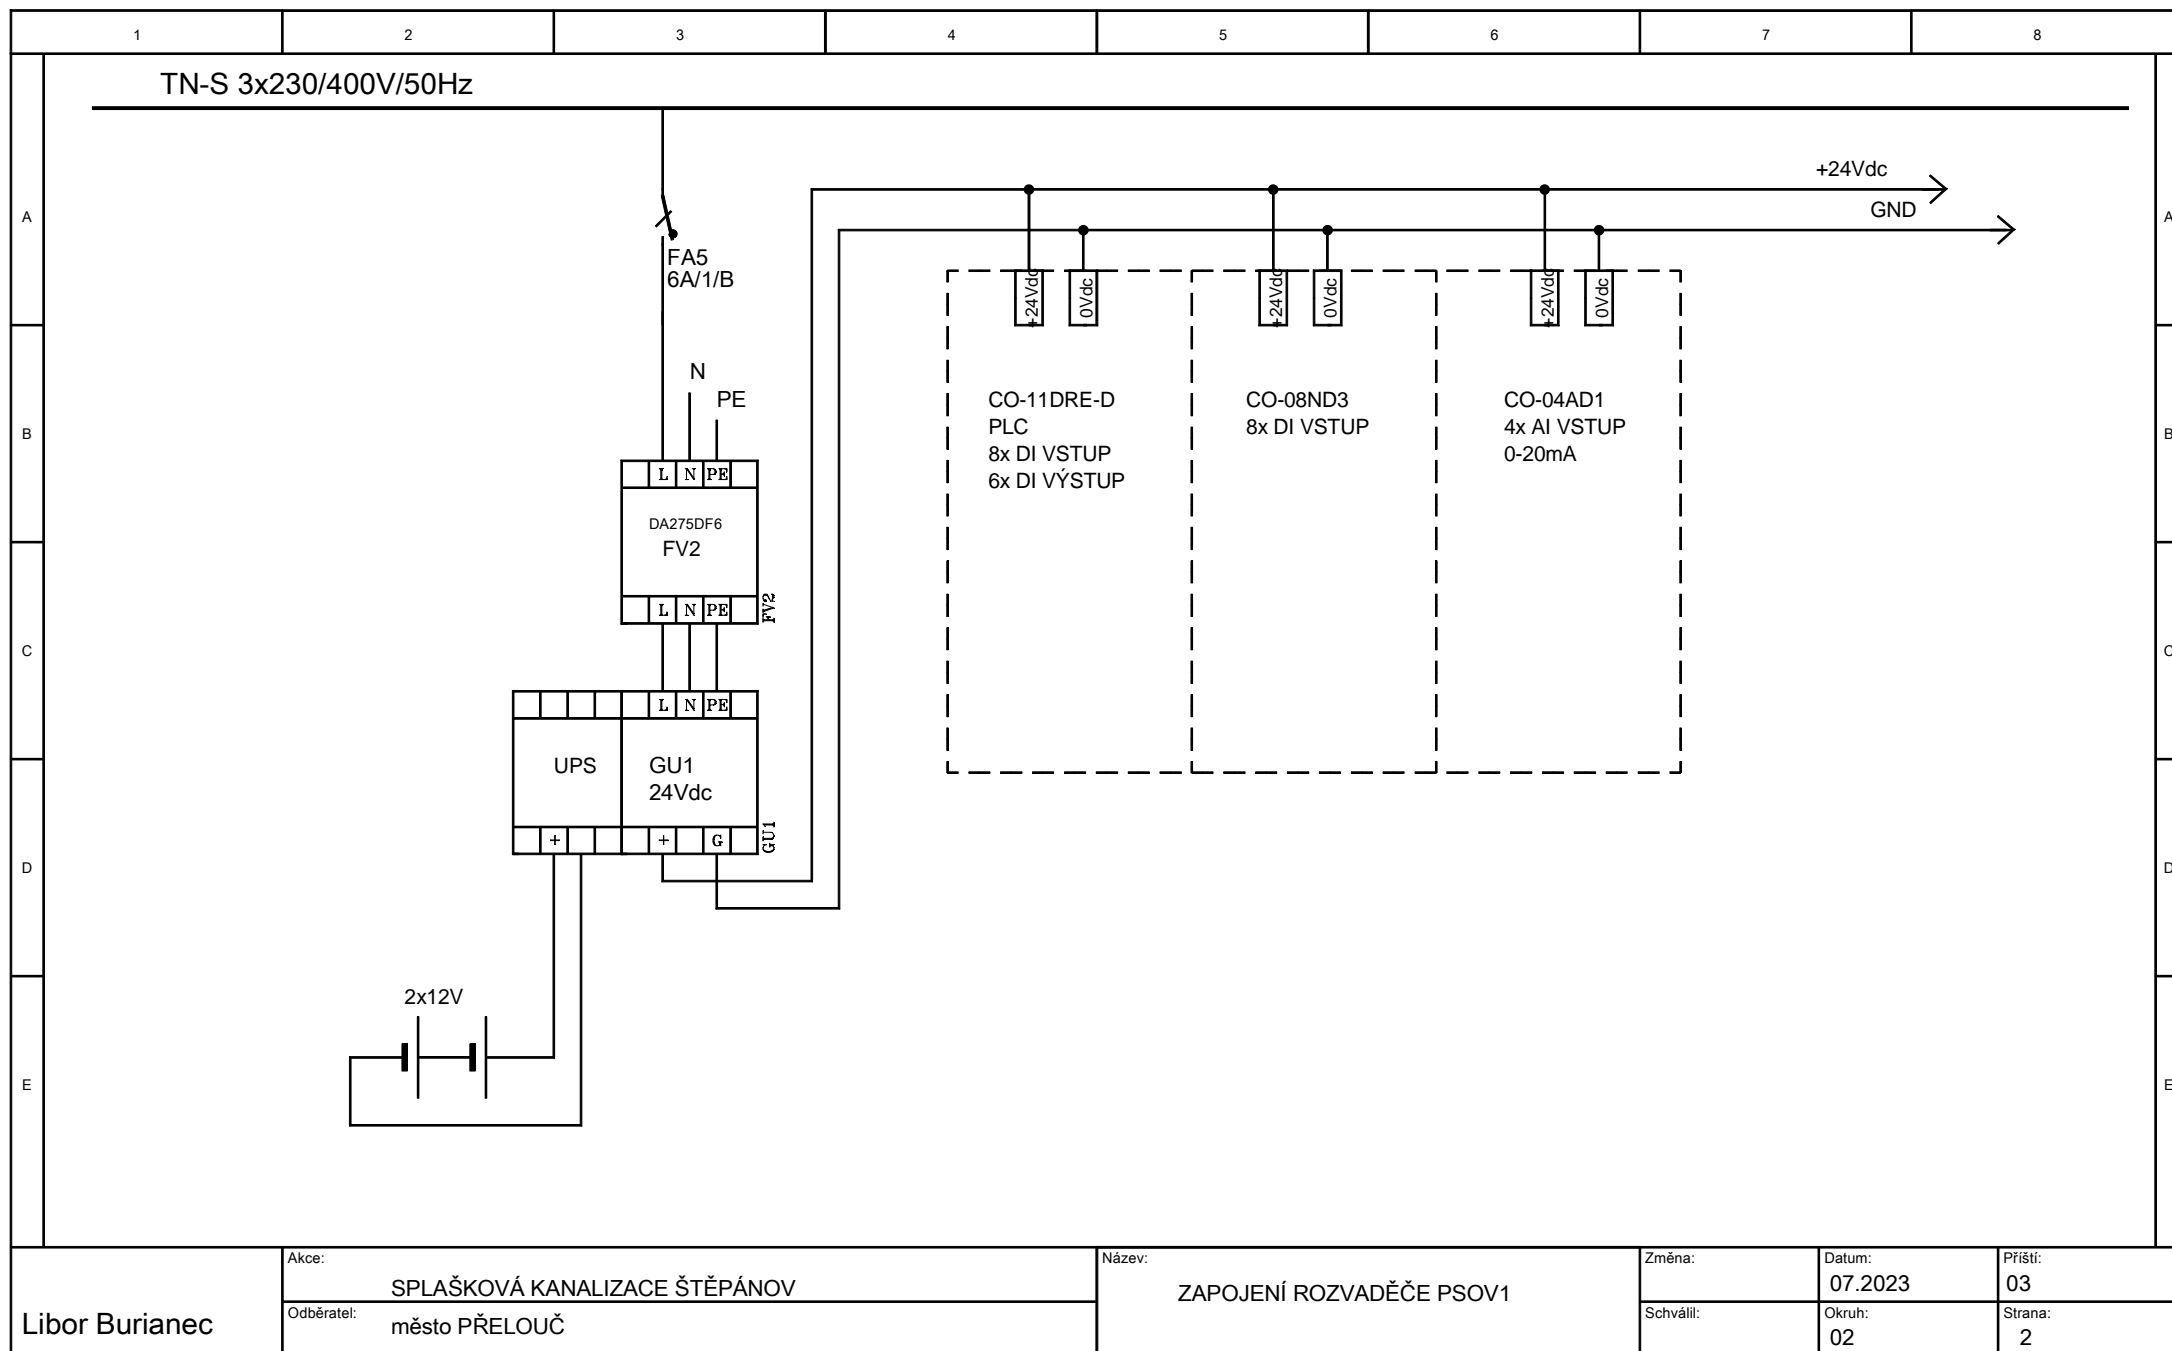 1 2 3 4 5 6 7 8
TN-S 3x230/400V/50Hz
+24Vdc
GND
A A
FA5
6A/1/B
+24Vdc 0Vdc +24Vdc 0Vdc +24Vdc 0Vdc
N
PE
CO-11DRE-D
PLC
8x DI VSTUP
6x DI VÝSTUP
CO-08ND3
8x DI VSTUP
CO-04AD1
4x AI VSTUP
0-20mA
B B
L N PE
DA275DF6
FV2
L N PE
FV2
C C
L N PE
UPS
GU1
24Vdc
+ + G
GU1
D D
2x12V
E E
Libor Burianec
Akce:
SPLAŠKOVÁ KANALIZACE ŠTĚPÁNOV
Odběratel:
město PŘELOUČ
Název:
ZAPOJENÍ ROZVADĚČE PSOV1
Změna:
Schválil:
Datum:
07.2023
Okruh:
02
Příští:
03
Strana:
2